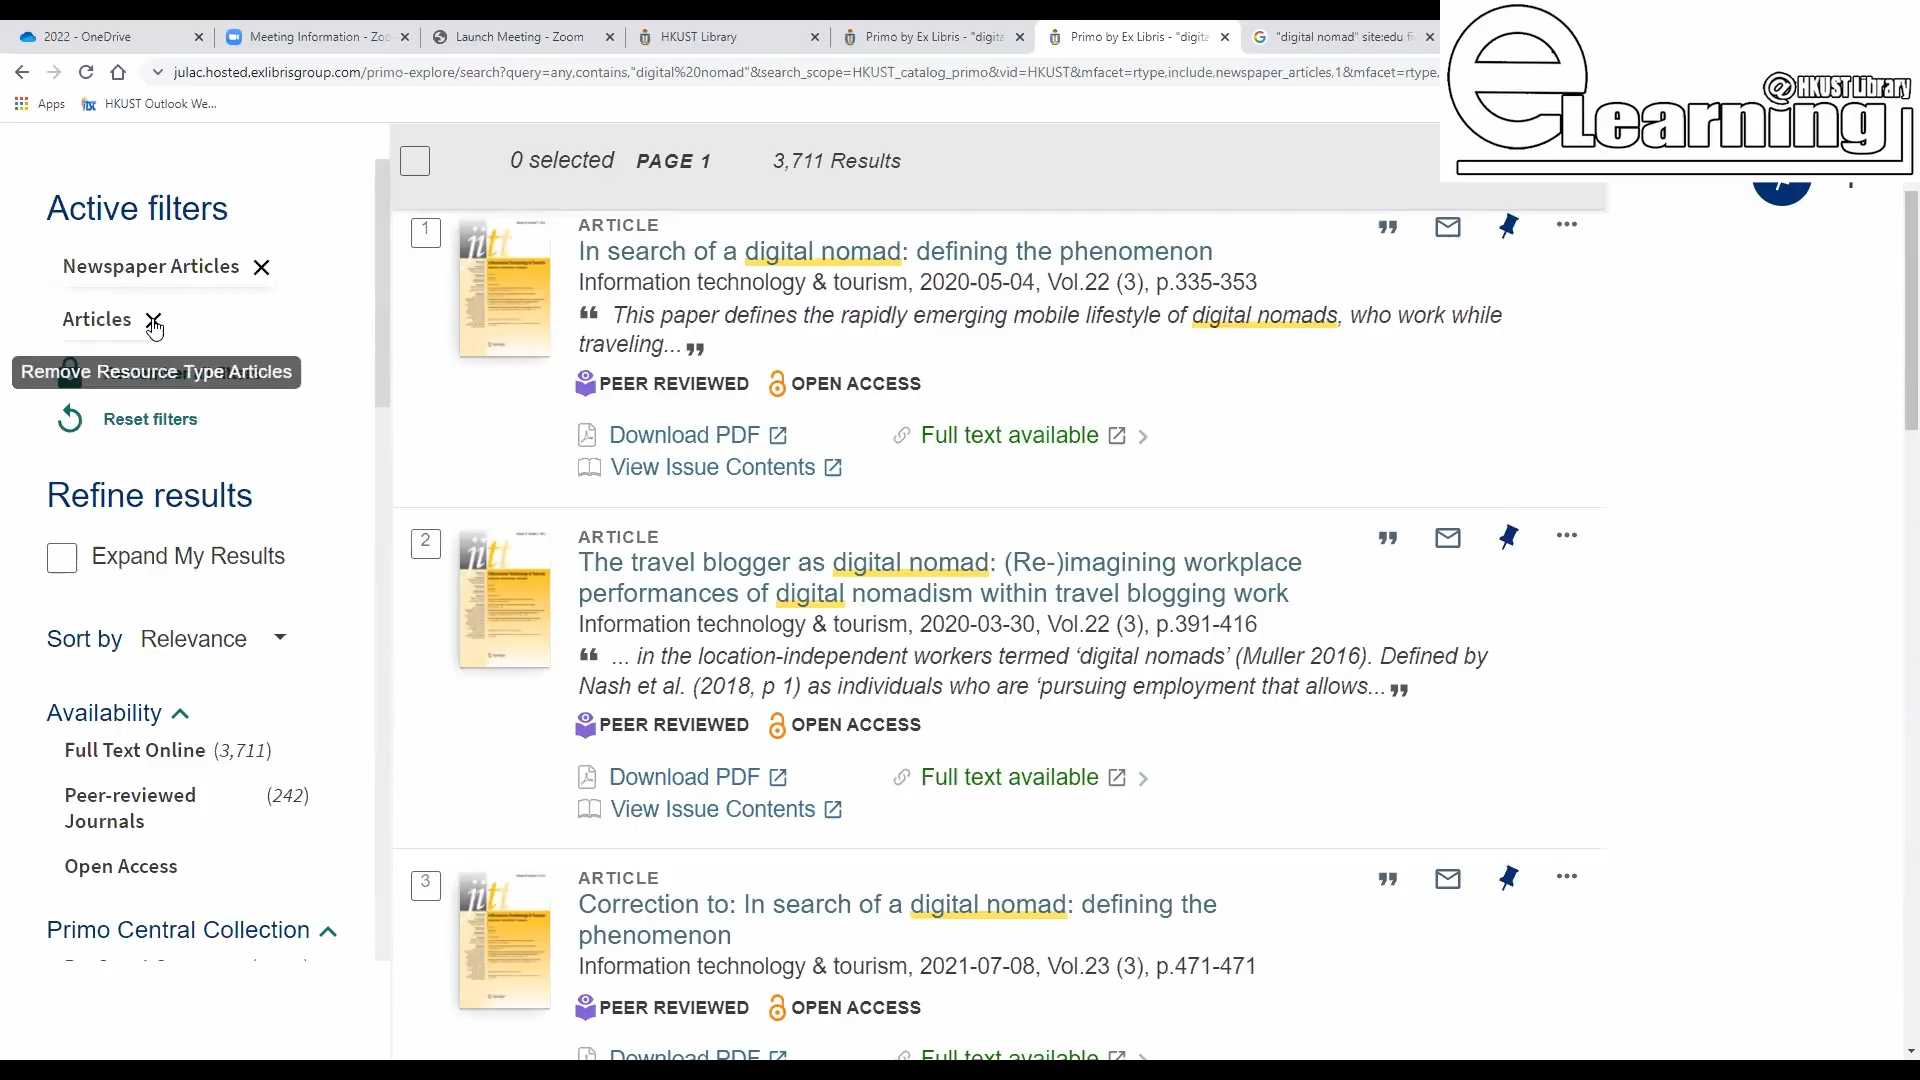 2022 - OneDrive
Meeting Information - Zoo
Launch Meeting - Zoom
HKUST Library
Primo by Ex Libris - "digita
Primo by Ex Libris - "digita
"digital nomad" site:edu fi
julac.hosted.exlibrisgroup.com/primo-explore/search?query=any,contains,"digital%20nomad"&search_scope=HKUST_catalog_primo&vid=HKUST&mfacet=rtype,include,newspaper_articles,1&mfacet=rtype,
Apps
HKUST Outlook We...
eLearning
@HKUST Library
Active filters
Newspaper Articles
Articles
Remove Resource Type Articles
Reset filters
Refine results
Expand My Results
Sort by Relevance
Availability
Full Text Online (3,711)
Peer-reviewed (242)
Journals
Open Access
Primo Central Collection
0 selected PAGE 1 3,711 Results
1
ARTICLE
In search of a digital nomad: defining the phenomenon
Information technology & tourism, 2020-05-04, Vol.22 (3), p.335-353
❝ This paper defines the rapidly emerging mobile lifestyle of digital nomads, who work while
traveling... ❞
PEER REVIEWED OPEN ACCESS
Download PDF Full text available
View Issue Contents
2
ARTICLE
The travel blogger as digital nomad: (Re-)imagining workplace
performances of digital nomadism within travel blogging work
Information technology & tourism, 2020-03-30, Vol.22 (3), p.391-416
❝ ... in the location-independent workers termed ‘digital nomads’ (Muller 2016). Defined by
Nash et al. (2018, p 1) as individuals who are ‘pursuing employment that allows... ❞
PEER REVIEWED OPEN ACCESS
Download PDF Full text available
View Issue Contents
3
ARTICLE
Correction to: In search of a digital nomad: defining the
phenomenon
Information technology & tourism, 2021-07-08, Vol.23 (3), p.471-471
PEER REVIEWED OPEN ACCESS
Download PDF Full text available